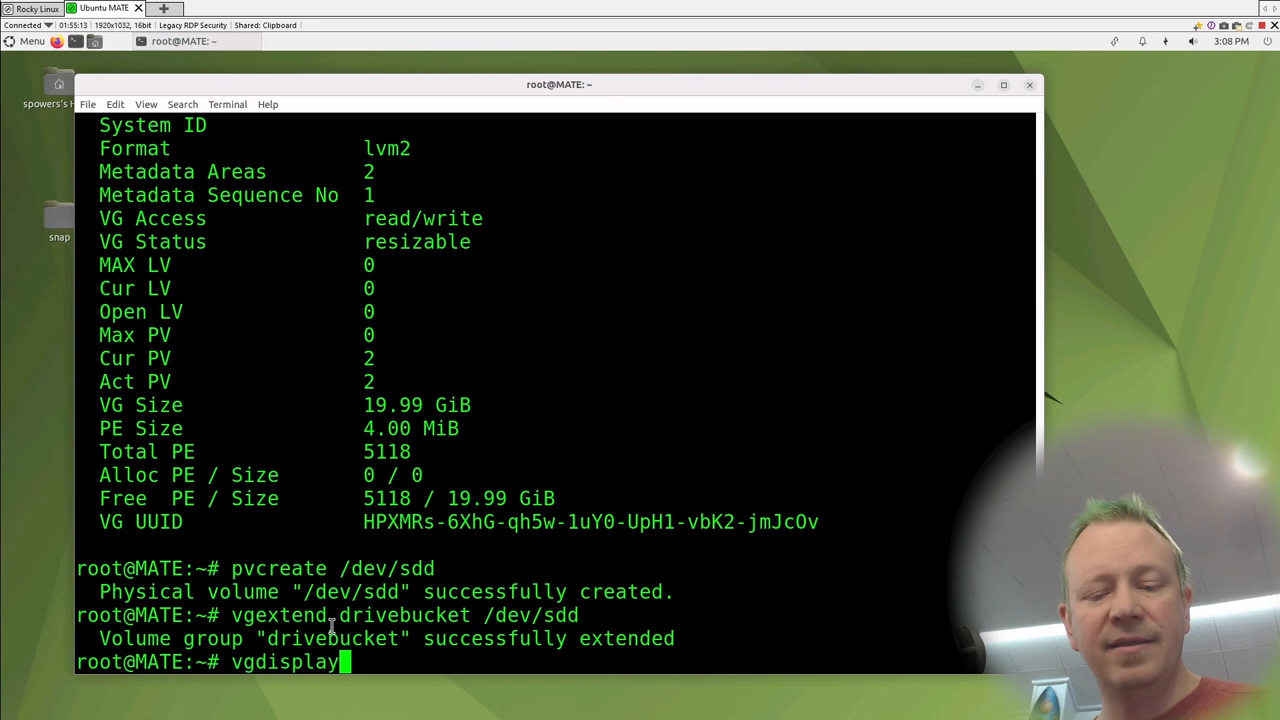 Rocky Linux
Ubuntu MATE
Connected
01:55:13
1920x1032, 16bit
Legacy RDP Security
Shared: Clipboard
Menu
root@MATE: ~
3:08 PM
spowers's H
snap
root@MATE: ~
File Edit View Search Terminal Help
System ID
Format lvm2
Metadata Areas 2
Metadata Sequence No 1
VG Access read/write
VG Status resizable
MAX LV 0
Cur LV 0
Open LV 0
Max PV 0
Cur PV 2
Act PV 2
VG Size 19.99 GiB
PE Size 4.00 MiB
Total PE 5118
Alloc PE / Size 0 / 0
Free PE / Size 5118 / 19.99 GiB
VG UUID HPXMRs-6XhG-qh5w-1uY0-UpH1-vbK2-jmJcOv
root@MATE:~# pvcreate /dev/sdd
Physical volume "/dev/sdd" successfully created.
root@MATE:~# vgextend drivebucket /dev/sdd
Volume group "drivebucket" successfully extended
root@MATE:~# vgdisplay